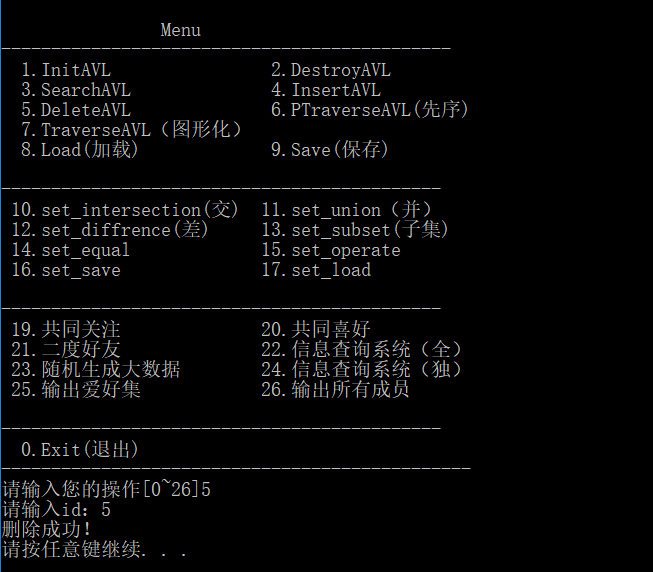 Menu
-------------------------------------------------
1.InitAVL 2.DestroyAVL
3.SearchAVL 4.InsertAVL
5.DeleteAVL 6.PTraverseAVL(先序)
7.TraverseAVL（图形化）
8.Load(加载) 9.Save(保存)
------------------------------------------------
10.set_intersection(交) 11.set_union（并）
12.set_diffrence(差) 13.set_subset(子集)
14.set_equal 15.set_operate
16.set_save 17.set_load
------------------------------------------------
19.共同关注 20.共同喜好
21.二度好友 22.信息查询系统（全）
23.随机生成大数据 24.信息查询系统（独）
25.输出爱好集 26.输出所有成员
------------------------------------------------
0.Exit(退出)
---------------------------------------------------
请输入您的操作[0~26]5
请输入id：5
删除成功！
请按任意键继续. . .